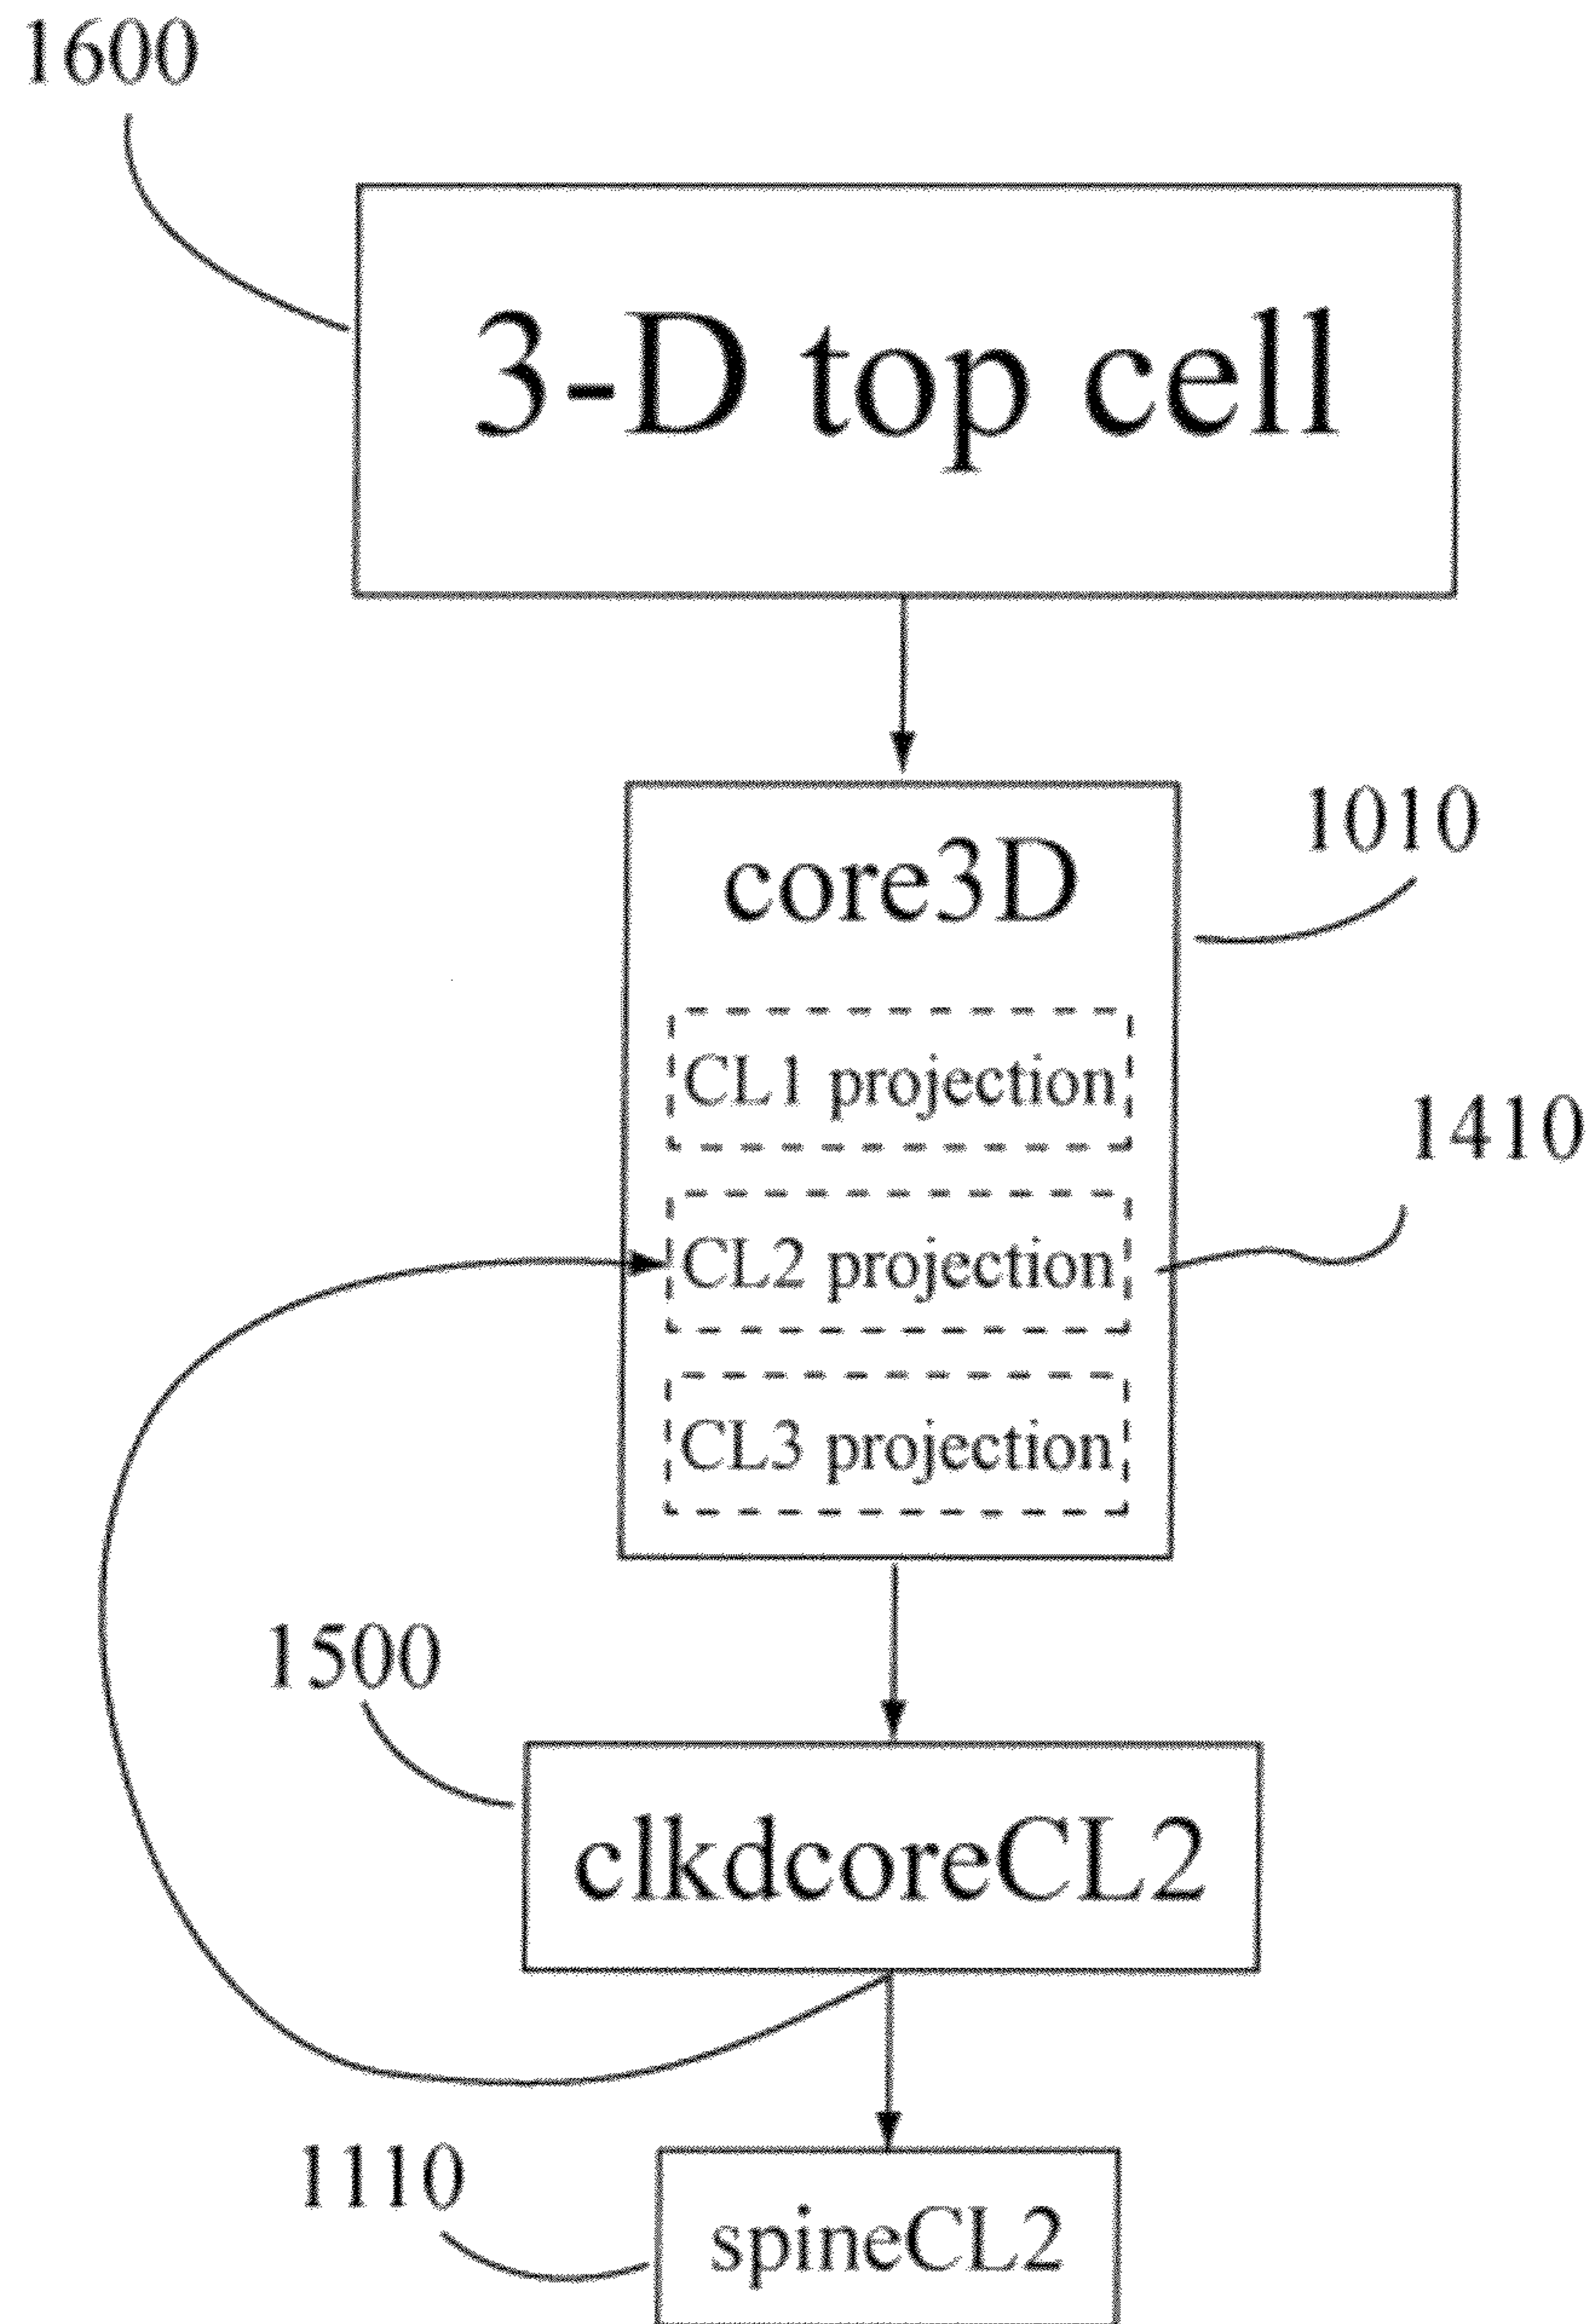 1600
3-D top cell
core3D
1010
CL1 projection
1410
CL2 projection
CL3 projection
1500
clkdcoreCL2
1110
spineCL2